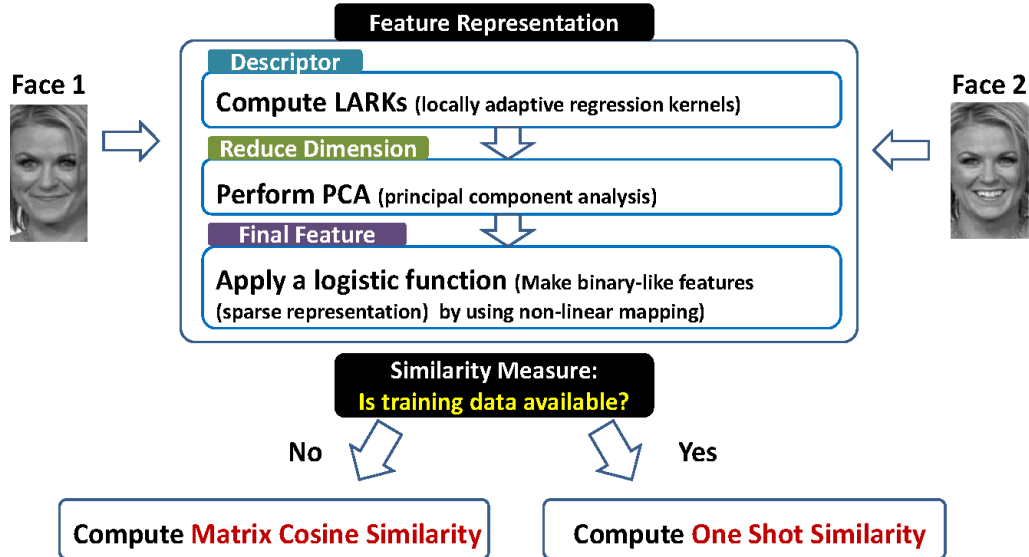 Feature Representation
Descriptor
Face 1
Face 2
Compute LARKs (locally adaptive regression kernels)
Reduce Dimension
Perform PCA (principal component analysis)
Final Feature
Apply a logistic function (Make binary-like features
(sparse representation) by using non-linear mapping)
Similarity Measure:
Is training data available?
No
Yes
Compute Matrix Cosine Similarity
Compute One Shot Similarity